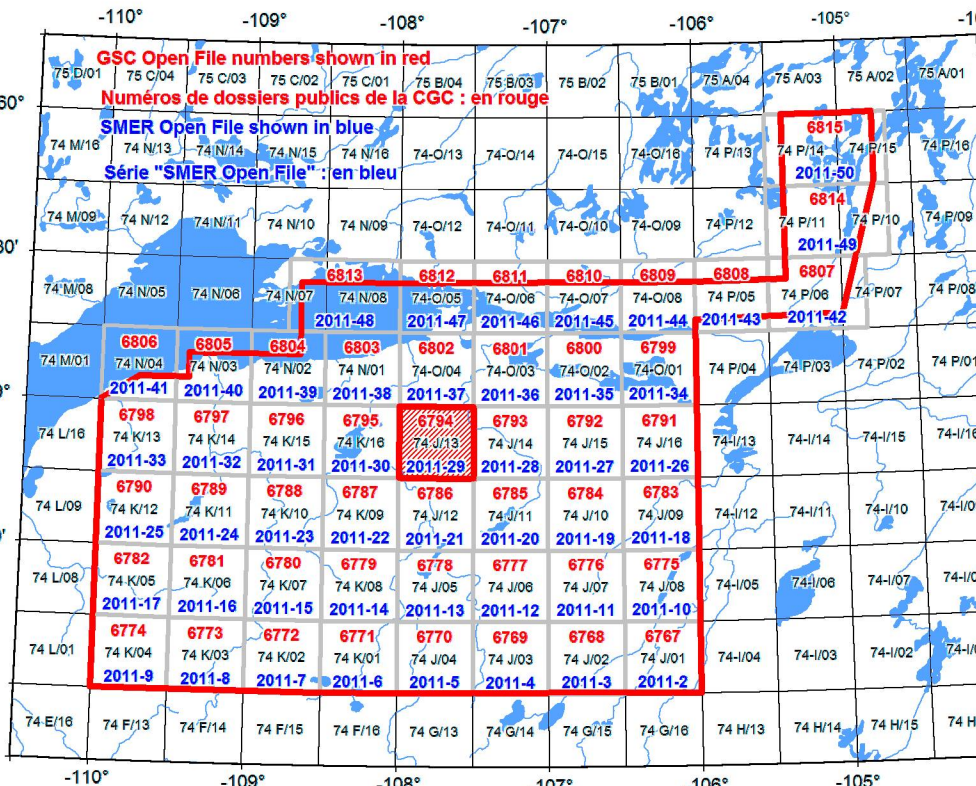 -110° -109° -108° -107° -106° -105° -10
GSC Open File numbers shown in red
75 D/01 75 C/04 75 C/03 75 C/02 75 C/01 75 B/04 75 B/03 75 B/02 75 B/01 75 A/04 75 A/03 75 A/02 75 A/01
60°
Numéros de dossiers publics de la CGC : en rouge
SMER Open File shown in blue
6815
74 M/16 74 N/13 74 N/14 74 N/15 74 N/16 74-O/13 74-O/14 74-O/15 74-O/16 74 P/13 74 P/14 74 P/15 74 P/16
Série "SMER Open File" : en bleu
2011-50
6814
74 M/09 74 N/12 74 N/11 74 N/10 74 N/09 74-O/12 74-O/11 74-O/10 74-O/09 74 P/12 74 P/11 74 P/10 74 P/09
2011-49
30'
6813 6812 6811 6810 6809 6808 6807
74 M/08 74 N/05 74 N/06 74 N/07 74 N/08 74-O/05 74-O/06 74-O/07 74-O/08 74 P/05 74 P/06 74 P/07 74 P/08
2011-48 2011-47 2011-46 2011-45 2011-44 2011-43 2011-42
6806 6805 6804 6803 6802 6801 6800 6799
74 M/01 74 N/04 74 N/03 74 N/02 74 N/01 74-O/04 74-O/03 74-O/02 74-O/01 74 P/04 74 P/03 74 P/02 74 P/01
2011-41 2011-40 2011-39 2011-38 2011-37 2011-36 2011-35 2011-34
6798 6797 6796 6795 6794 6793 6792 6791
74 L/16 74 K/13 74 K/14 74 K/15 74 K/16 74 J/13 74 J/14 74 J/15 74 J/16 74-I/13 74-I/14 74-I/15 74-I/16
2011-33 2011-32 2011-31 2011-30 2011-29 2011-28 2011-27 2011-26
6790 6789 6788 6787 6786 6785 6784 6783
74 L/09 74 K/12 74 K/11 74 K/10 74 K/09 74 J/12 74 J/11 74 J/10 74 J/09 74-I/12 74-I/11 74-I/10
2011-25 2011-24 2011-23 2011-22 2011-21 2011-20 2011-19 2011-18
6782 6781 6780 6779 6778 6777 6776 6775
74 L/08 74 K/05 74 K/06 74 K/07 74 K/08 74 J/05 74 J/06 74 J/07 74 J/08 74-I/05 74-I/06 74-I/07
2011-17 2011-16 2011-15 2011-14 2011-13 2011-12 2011-11 2011-10
6774 6773 6772 6771 6770 6769 6768 6767
74 L/01 74 K/04 74 K/03 74 K/02 74 K/01 74 J/04 74 J/03 74 J/02 74 J/01 74-I/04 74-I/03 74-I/02
2011-9 2011-8 2011-7 2011-6 2011-5 2011-4 2011-3 2011-2
74 E/16 74 F/13 74 F/14 74 F/15 74 F/16 74 G/13 74 G/14 74 G/15 74 G/16 74 H/13 74 H/14 74 H/15
-110° -109° -108° -107° -106° -105°